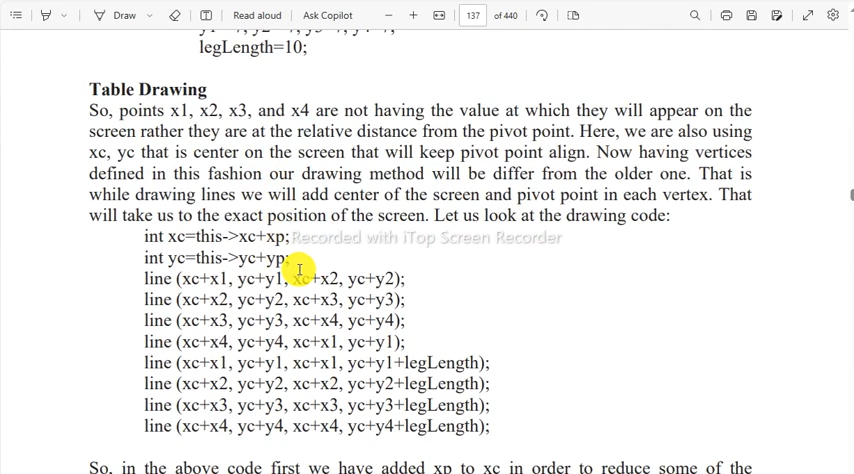 Draw
Read aloud
Ask Copilot
137
of 440
legLength=10;
Table Drawing
So, points x1, x2, x3, and x4 are not having the value at which they will appear on the
screen rather they are at the relative distance from the pivot point. Here, we are also using
xc, yc that is center on the screen that will keep pivot point align. Now having vertices
defined in this fashion our drawing method will be differ from the older one. That is
while drawing lines we will add center of the screen and pivot point in each vertex. That
will take us to the exact position of the screen. Let us look at the drawing code:
int xc=this->xc+xp;
Recorded with iTop Screen Recorder
int yc=this->yc+yp;
line (xc+x1, yc+y1, xc+x2, yc+y2);
line (xc+x2, yc+y2, xc+x3, yc+y3);
line (xc+x3, yc+y3, xc+x4, yc+y4);
line (xc+x4, yc+y4, xc+x1, yc+y1);
line (xc+x1, yc+y1, xc+x1, yc+y1+legLength);
line (xc+x2, yc+y2, xc+x2, yc+y2+legLength);
line (xc+x3, yc+y3, xc+x3, yc+y3+legLength);
line (xc+x4, yc+y4, xc+x4, yc+y4+legLength);
So, in the above code first we have added xp to xc in order to reduce some of the